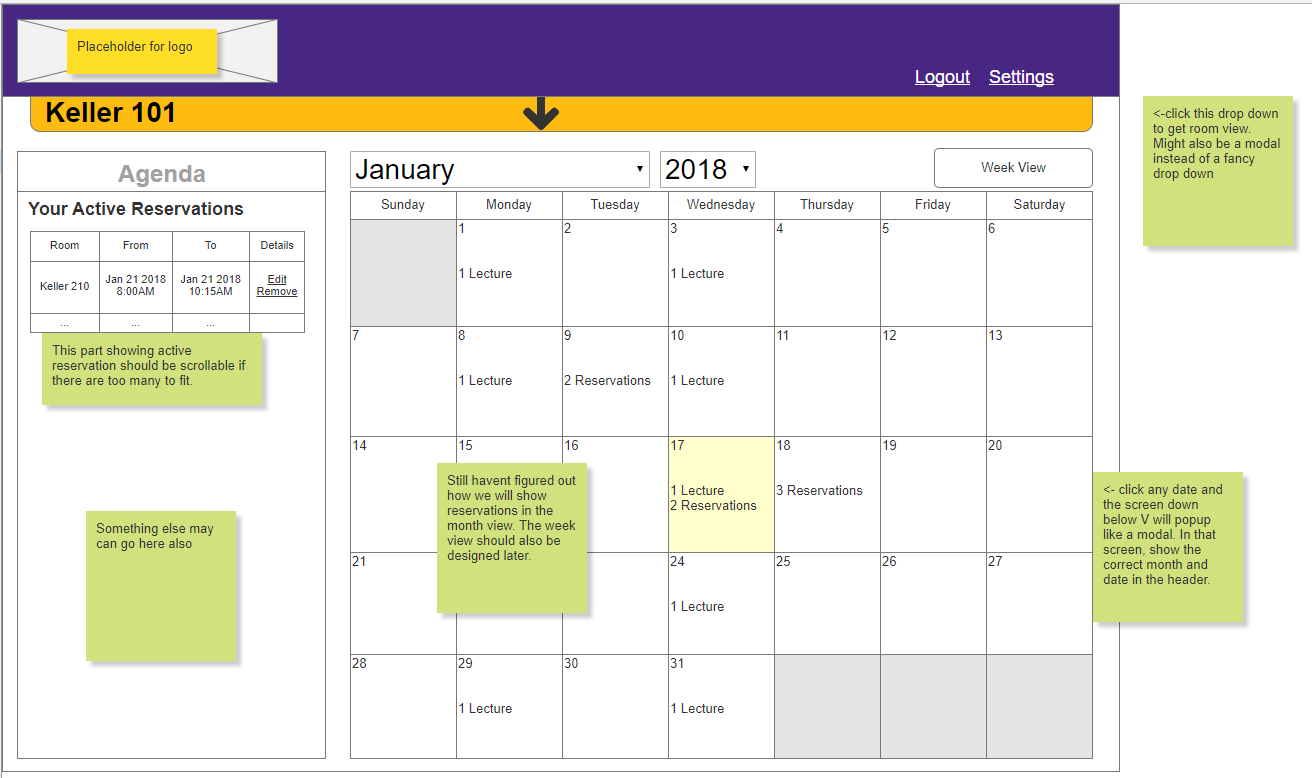 Placeholder for logo
Logout Settings
Keller 101
<-click this drop down
to get room view.
Might also be a modal
instead of a fancy
drop down
Agenda
Your Active Reservations
Room From To Details
Keller 210
Jan 21 2018
8:00AM
Jan 21 2018
10:15AM
Edit
Remove
... ... ...
This part showing active
reservation should be scrollable if
there are too many to fit.
Something else may
can go here also
January 2018 Week View
Sunday Monday Tuesday Wednesday Thursday Friday Saturday
1 2 3 4 5 6
1 Lecture 1 Lecture
7 8 9 10 11 12 13
1 Lecture 2 Reservations 1 Lecture
14 15 16 17 18 19 20
1 Lecture 3 Reservations
2 Reservations
Still havent figured out
how we will show
reservations in the
month view. The week
view should also be
designed later.
<- click any date and
the screen down
below V will popup
like a modal. In that
screen, show the
correct month and
date in the header.
21 24 25 26 27
1 Lecture
28 29 30 31
1 Lecture 1 Lecture